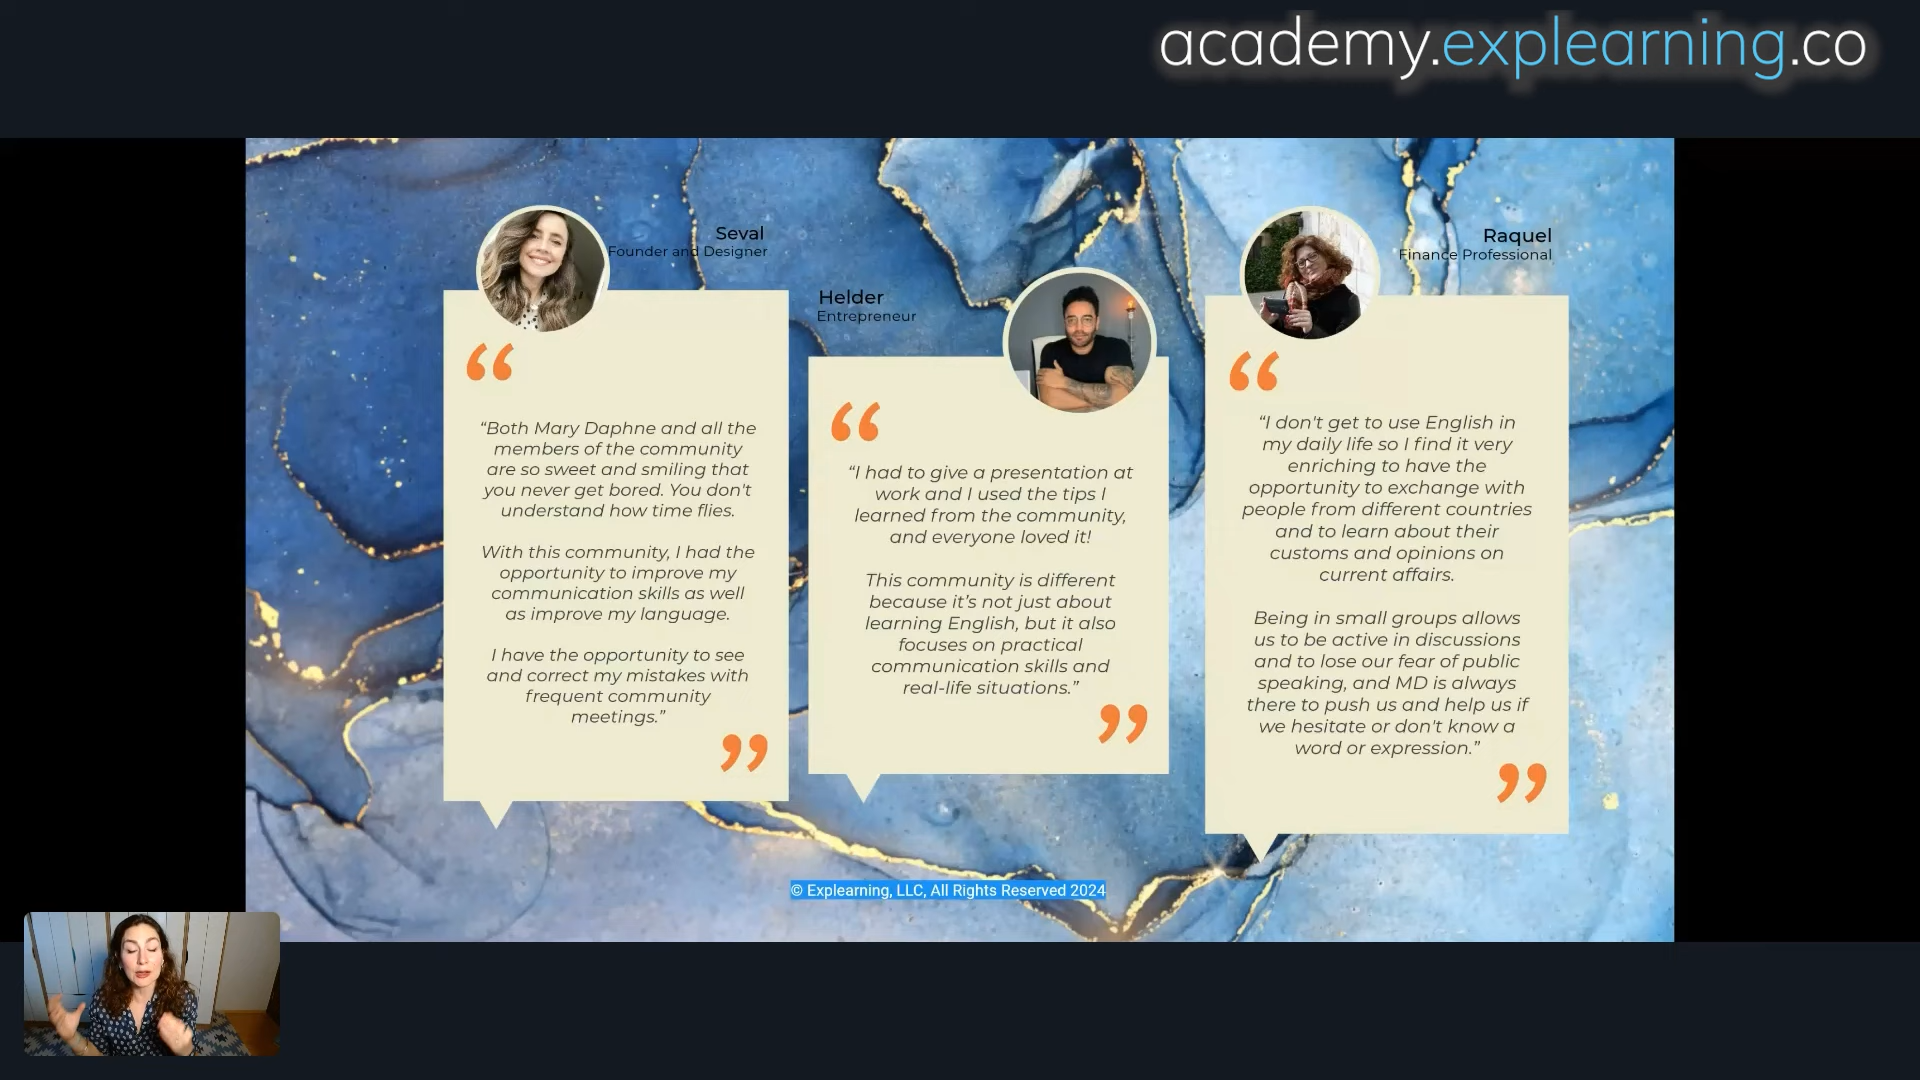 academy.explearning.co
Seval
Founder and Designer
“Both Mary Daphne and all the
members of the community
are so sweet and smiling that
you never get bored. You don't
understand how time flies.
With this community, I had the
opportunity to improve my
communication skills as well
as improve my language.
I have the opportunity to see
and correct my mistakes with
frequent community
meetings.”
Helder
Entrepreneur
“I had to give a presentation at
work and I used the tips I
learned from the community,
and everyone loved it!
This community is different
because it’s not just about
learning English, but it also
focuses on practical
communication skills and
real-life situations.”
Raquel
Finance Professional
“I don't get to use English in
my daily life so I find it very
enriching to have the
opportunity to exchange with
people from different countries
and to learn about their
customs and opinions on
current affairs.
Being in small groups allows
us to be active in discussions
and to lose our fear of public
speaking, and MD is always
there to push us and help us if
we hesitate or don't know a
word or expression.”
© Explearning, LLC, All Rights Reserved 2024